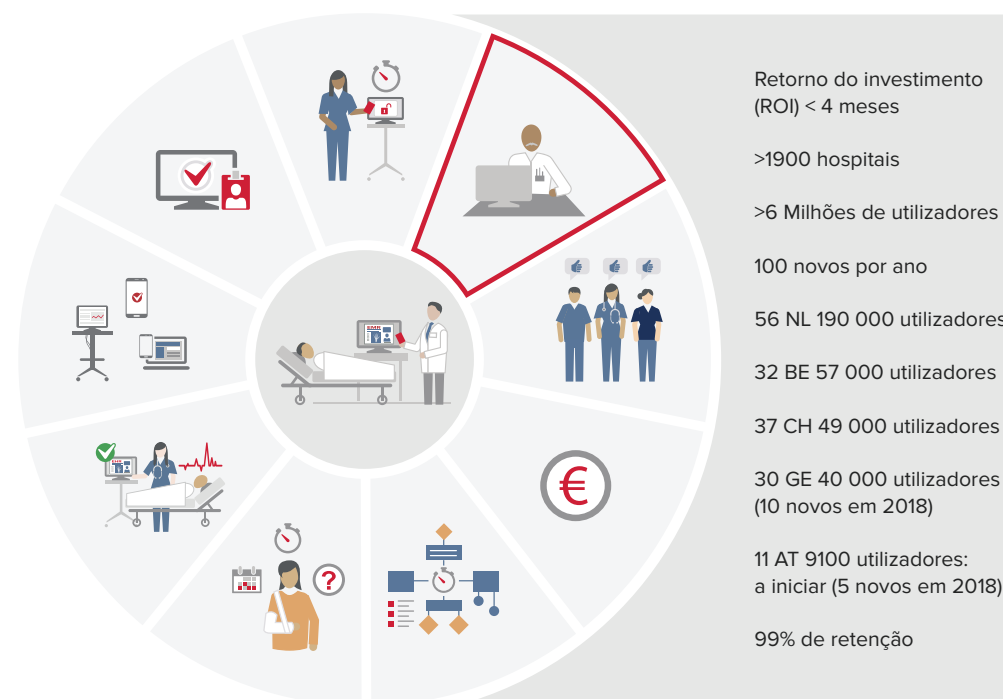 Retorno do investimento
(ROI) < 4 meses
>1900 hospitais
>6 Milhões de utilizadores
100 novos por ano
56 NL 190 000 utilizadores
32 BE 57 000 utilizadores
37 CH 49 000 utilizadores
30 GE 40 000 utilizadores
(10 novos em 2018)
11 AT 9100 utilizadores:
a iniciar (5 novos em 2018)
99% de retenção
EMR
€
?